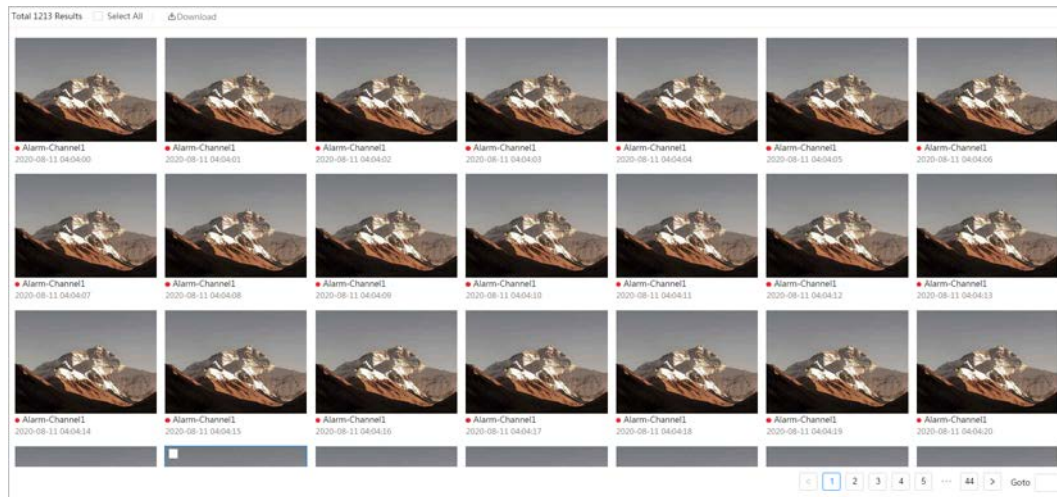 Total 1213 Results Select All Download
Alarm-Channel1 Alarm-Channel1 Alarm-Channel1 Alarm-Channel1 Alarm-Channel1 Alarm-Channel1 Alarm-Channel1
2020-08-11 04:04:00 2020-08-11 04:04:01 2020-08-11 04:04:02 2020-08-11 04:04:03 2020-08-11 04:04:04 2020-08-11 04:04:05 2020-08-11 04:04:06
Alarm-Channel1 Alarm-Channel1 Alarm-Channel1 Alarm-Channel1 Alarm-Channel1 Alarm-Channel1 Alarm-Channel1
2020-08-11 04:04:07 2020-08-11 04:04:08 2020-08-11 04:04:09 2020-08-11 04:04:10 2020-08-11 04:04:11 2020-08-11 04:04:12 2020-08-11 04:04:13
Alarm-Channel1 Alarm-Channel1 Alarm-Channel1 Alarm-Channel1 Alarm-Channel1 Alarm-Channel1 Alarm-Channel1
2020-08-11 04:04:14 2020-08-11 04:04:15 2020-08-11 04:04:16 2020-08-11 04:04:17 2020-08-11 04:04:18 2020-08-11 04:04:19 2020-08-11 04:04:20
< 1 2 3 4 5 ··· 44 > Goto